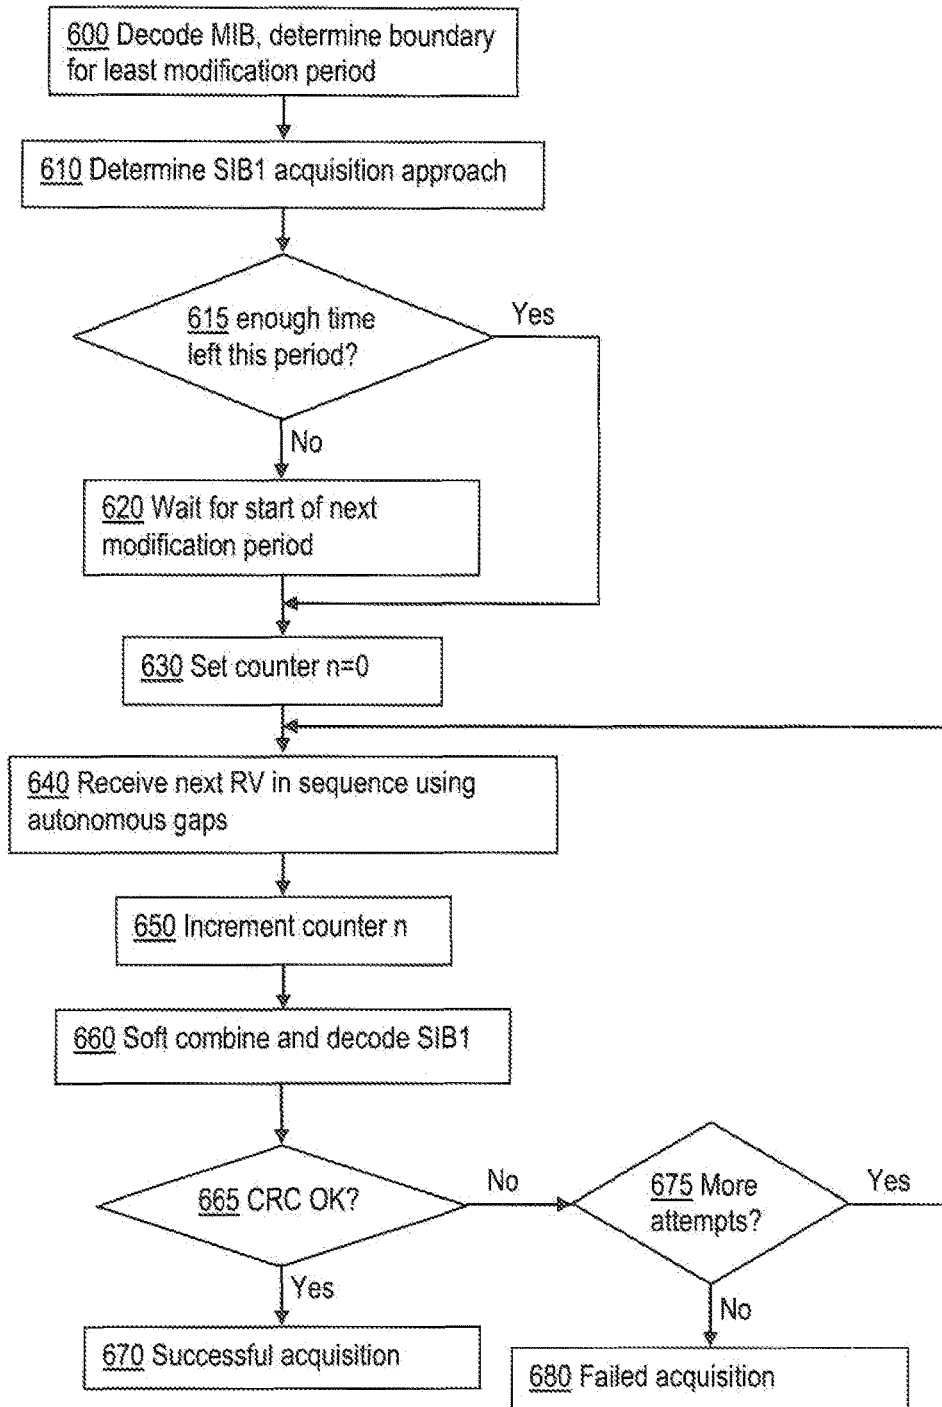 600 Decode MIB, determine boundary
for least modification period
610 Determine SIB1 acquisition approach
615 enough time
left this period?
Yes
No
620 Wait for start of next
modification period
630 Set counter n=0
640 Receive next RV in sequence using
autonomous gaps
650 Increment counter n
660 Soft combine and decode SIB1
665 CRC OK?
No
675 More
attempts?
Yes
Yes
No
670 Successful acquisition
680 Failed acquisition